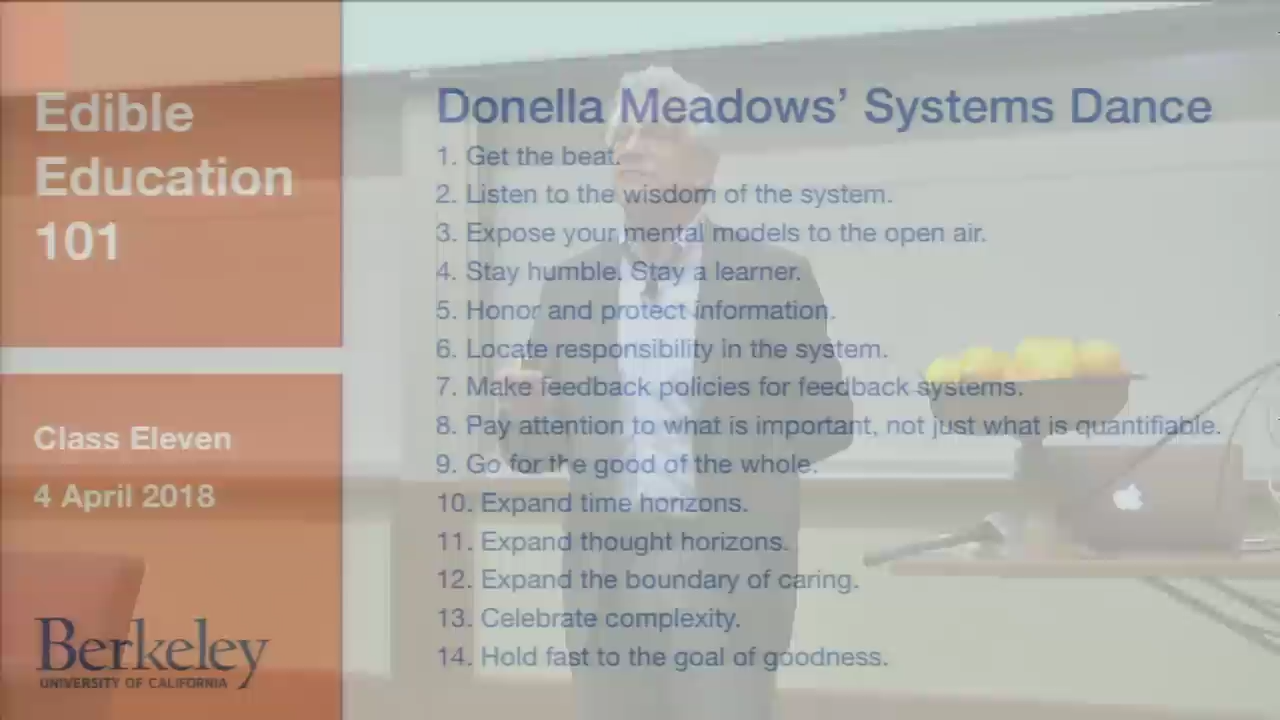 Edible
Education
101
Class Eleven
4 April 2018
Berkeley
UNIVERSITY OF CALIFORNIA
Donella Meadows’ Systems Dance
1. Get the beat.
2. Listen to the wisdom of the system.
3. Expose your mental models to the open air.
4. Stay humble. Stay a learner.
5. Honor and protect information.
6. Locate responsibility in the system.
7. Make feedback policies for feedback systems.
8. Pay attention to what is important, not just what is quantifiable.
9. Go for the good of the whole.
10. Expand time horizons.
11. Expand thought horizons.
12. Expand the boundary of caring.
13. Celebrate complexity.
14. Hold fast to the goal of goodness.